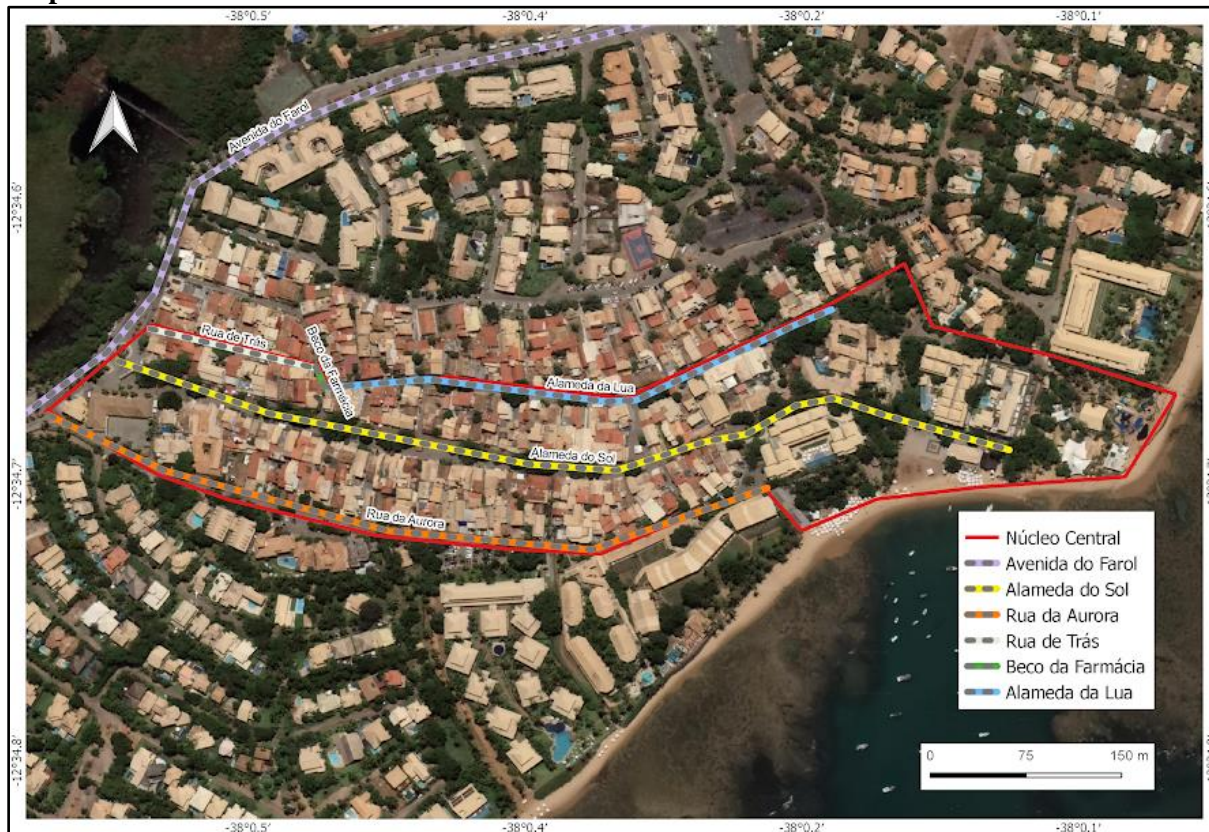 -38°0.5′ -38°0.4′ -38°0.2′ -38°0.1′
Avenida do Farol
-12°34.6′
Rua de Trás
Beco da Farmácia
Alameda da Lua
Alameda do Sol
-12°34.7′
Rua da Aurora
Núcleo Central
Avenida do Farol
Alameda do Sol
Rua da Aurora
Rua de Trás
Beco da Farmácia
Alameda da Lua
-12°34.8′
0 75 150 m
-38°0.5′ -38°0.4′ -38°0.2′ -38°0.1′